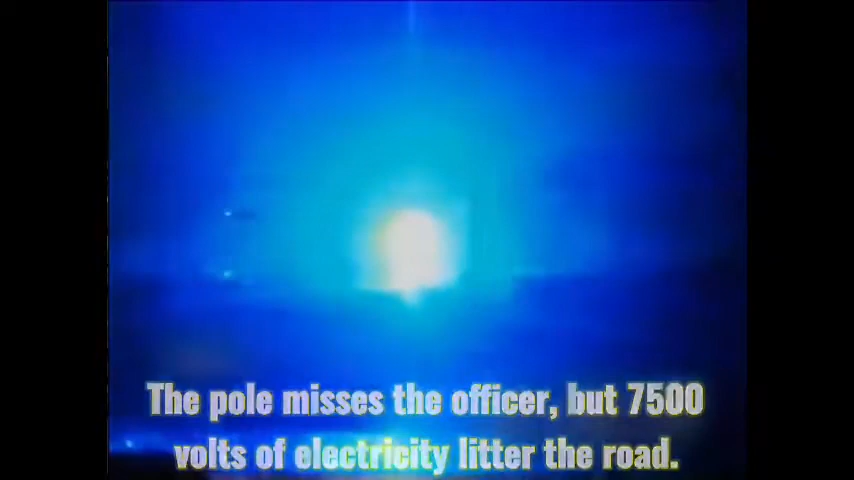 The pole misses the officer, but 7500
volts of electricity litter the road.